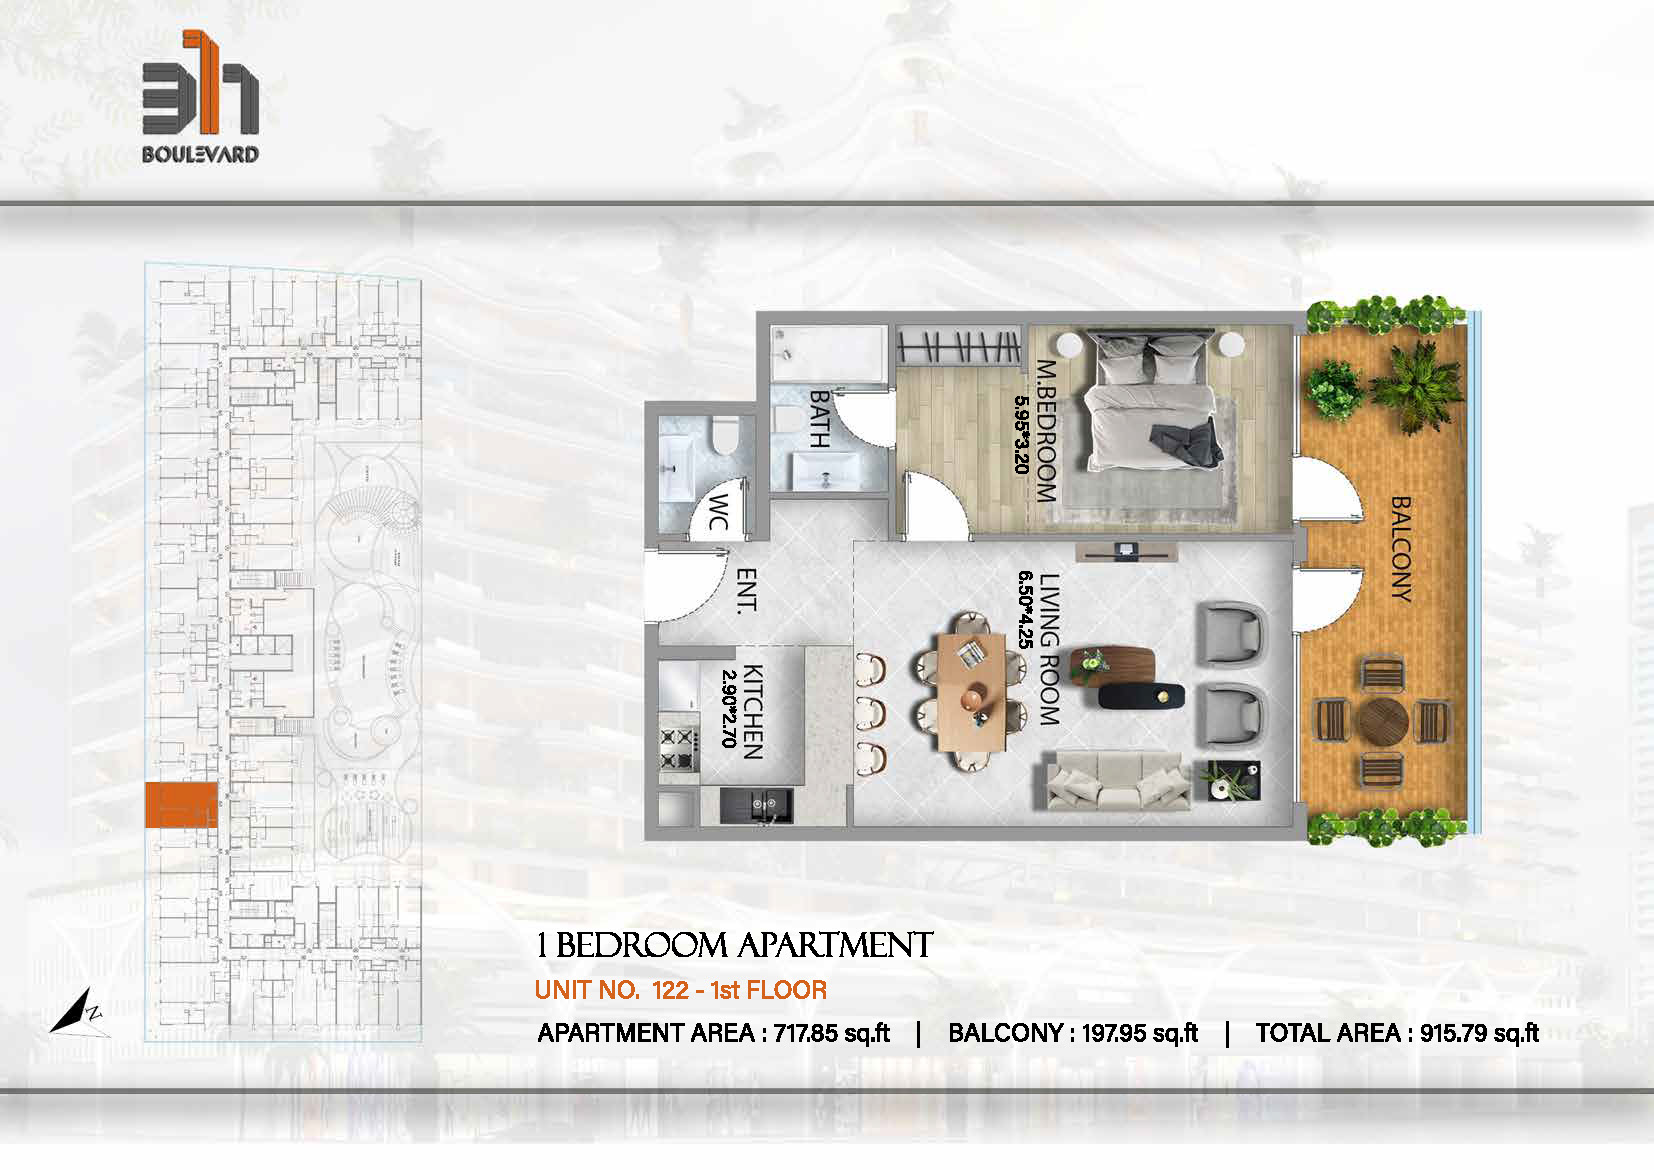 311
BOULEVARD
BATH
M.BEDROOM
5.95*3.20
WC
BALCONY
ENT.
LIVING ROOM
6.50*4.25
KITCHEN
2.90*2.70
N
1 BEDROOM APARTMENT
UNIT NO. 122 - 1st FLOOR
APARTMENT AREA : 717.85 sq.ft | BALCONY : 197.95 sq.ft | TOTAL AREA : 915.79 sq.ft